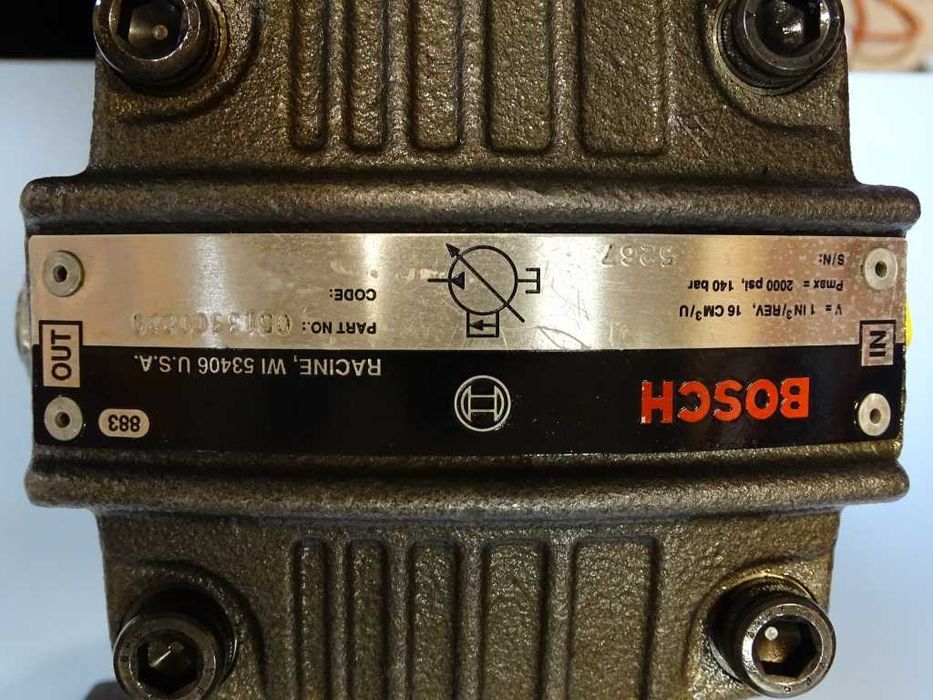 BOSCH
RACINE, WI 53406 U.S.A.
883
IN
V = 1 IN³/REV, 16 CM³/U
Pmax = 2000 psi, 140 bar
S/N:
PART NO.: 0513300223
CODE:
OUT